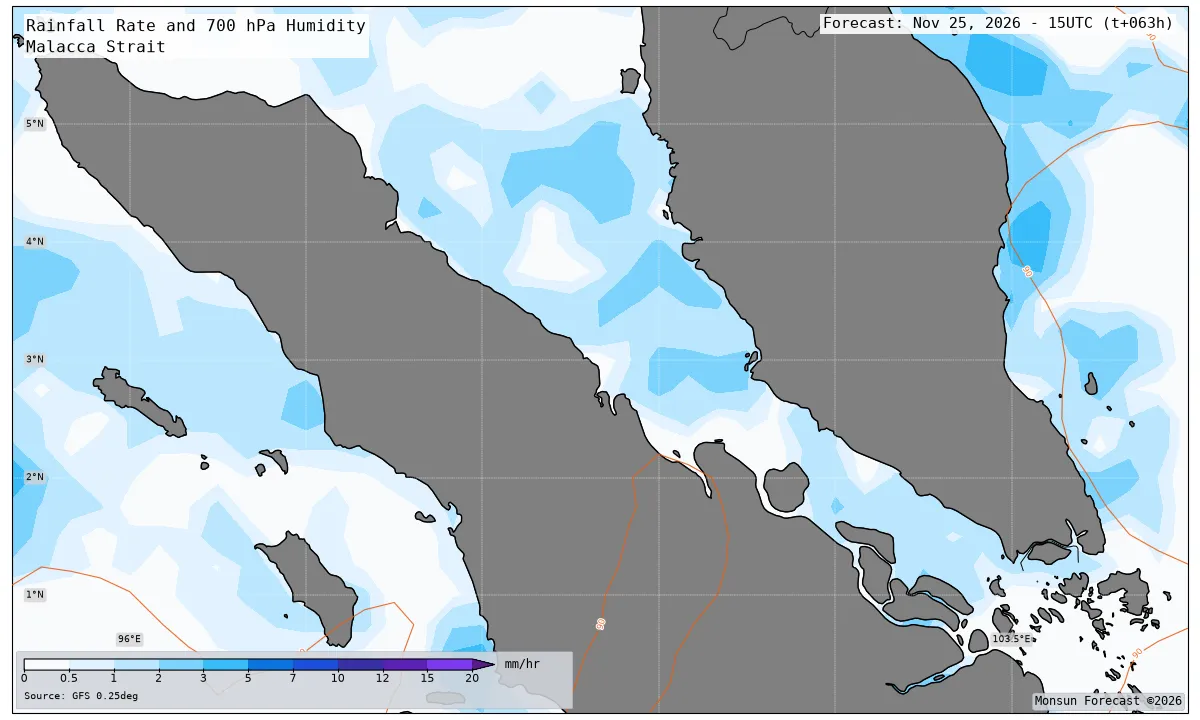 Rainfall Rate and 700 hPa Humidity
Malacca Strait
Forecast: Nov 25, 2026 - 15UTC (t+063h)
90
5°N
4°N
90
3°N
2°N
1°N
90
96°E
103.5°E
90
mm/hr
0 0.5 1 2 3 5 7 10 12 15 20
Source: GFS 0.25deg
Monsun Forecast ©2026